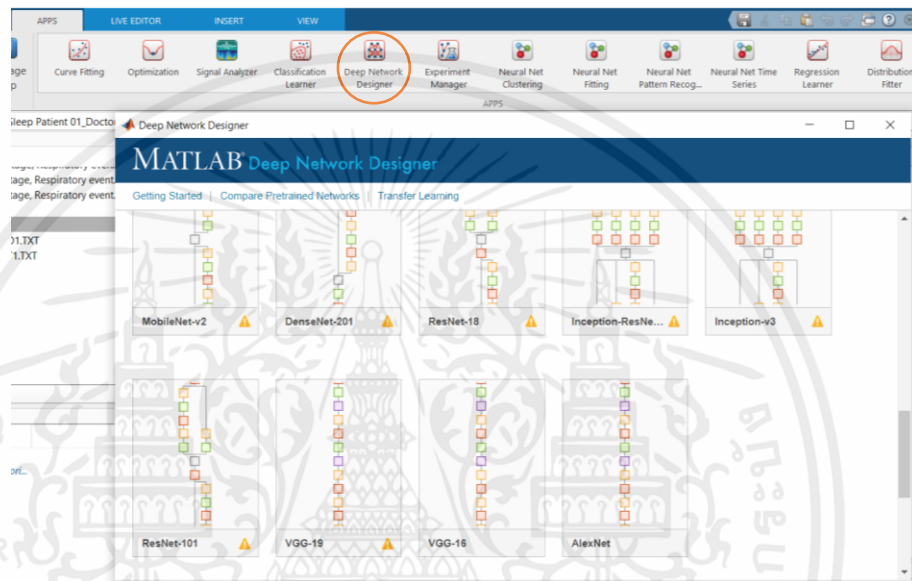 APPS LIVE EDITOR INSERT VIEW
Curve Fitting Optimization Signal Analyzer Classification Learner Deep Network Designer Experiment Manager Neural Net Clustering Neural Net Fitting Neural Net Pattern Recog... Neural Net Time Series Regression Learner Distribution Fitter
APPS
Sleep Patient 01_Docto
Deep Network Designer
MATLAB Deep Network Designer
tage, Respiratory event.
tage, Respiratory event.
Getting Started | Compare Pretrained Networks | Transfer Learning
01.TXT
1.TXT
MobileNet-v2 DenseNet-201 ResNet-18 Inception-ResNe... Inception-v3
ori...
ResNet-101 VGG-19 VGG-16 AlexNet